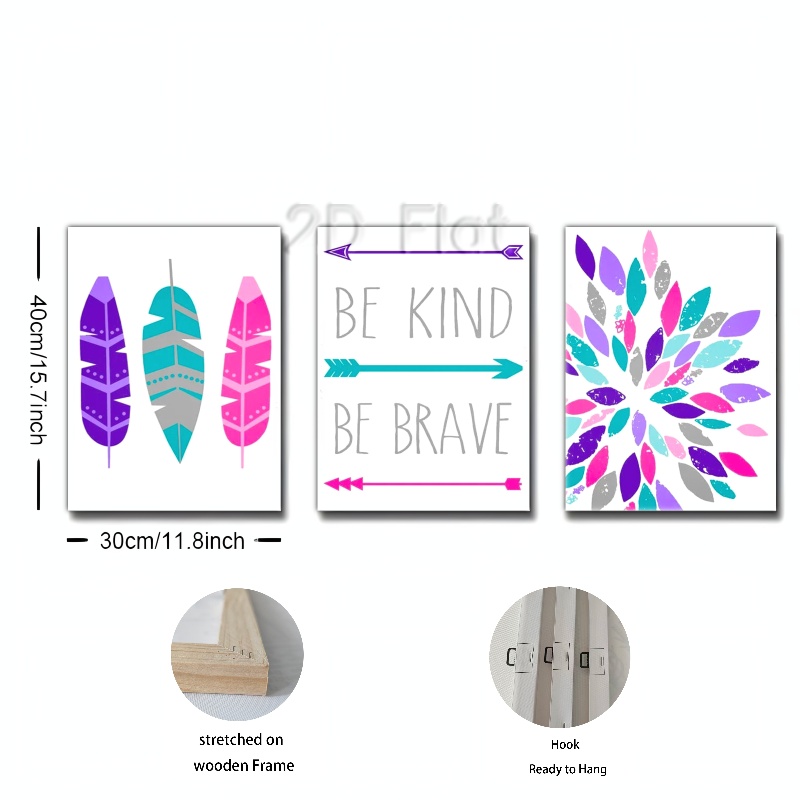 2D Flat
BE KIND
BE BRAVE
40cm/15.7inch
30cm/11.8inch
stretched on
wooden Frame
Hook
Ready to Hang